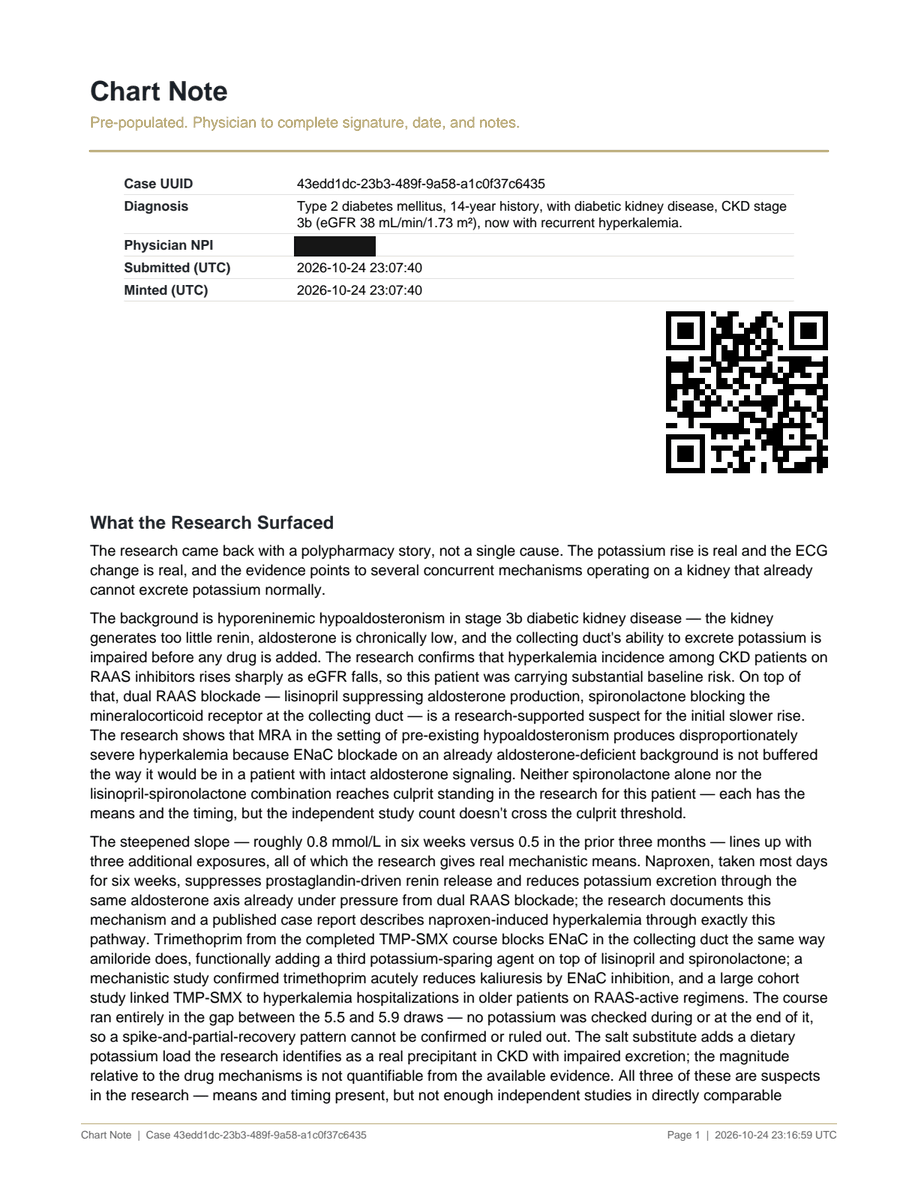 Chart Note
Pre-populated. Physician to complete signature, date, and notes.
Case UUID 43edd1dc-23b3-489f-9a58-a1c0f37c6435
Diagnosis Type 2 diabetes mellitus, 14-year history, with diabetic kidney disease, CKD stage
3b (eGFR 38 mL/min/1.73 m²), now with recurrent hyperkalemia.
Physician NPI
Submitted (UTC) 2026-10-24 23:07:40
Minted (UTC) 2026-10-24 23:07:40
What the Research Surfaced
The research came back with a polypharmacy story, not a single cause. The potassium rise is real and the ECG
change is real, and the evidence points to several concurrent mechanisms operating on a kidney that already
cannot excrete potassium normally.
The background is hyporeninemic hypoaldosteronism in stage 3b diabetic kidney disease — the kidney
generates too little renin, aldosterone is chronically low, and the collecting duct's ability to excrete potassium is
impaired before any drug is added. The research confirms that hyperkalemia incidence among CKD patients on
RAAS inhibitors rises sharply as eGFR falls, so this patient was carrying substantial baseline risk. On top of
that, dual RAAS blockade — lisinopril suppressing aldosterone production, spironolactone blocking the
mineralocorticoid receptor at the collecting duct — is a research-supported suspect for the initial slower rise.
The research shows that MRA in the setting of pre-existing hypoaldosteronism produces disproportionately
severe hyperkalemia because ENaC blockade on an already aldosterone-deficient background is not buffered
the way it would be in a patient with intact aldosterone signaling. Neither spironolactone alone nor the
lisinopril-spironolactone combination reaches culprit standing in the research for this patient — each has the
means and the timing, but the independent study count doesn't cross the culprit threshold.
The steepened slope — roughly 0.8 mmol/L in six weeks versus 0.5 in the prior three months — lines up with
three additional exposures, all of which the research gives real mechanistic means. Naproxen, taken most days
for six weeks, suppresses prostaglandin-driven renin release and reduces potassium excretion through the
same aldosterone axis already under pressure from dual RAAS blockade; the research documents this
mechanism and a published case report describes naproxen-induced hyperkalemia through exactly this
pathway. Trimethoprim from the completed TMP-SMX course blocks ENaC in the collecting duct the same way
amiloride does, functionally adding a third potassium-sparing agent on top of lisinopril and spironolactone; a
mechanistic study confirmed trimethoprim acutely reduces kaliuresis by ENaC inhibition, and a large cohort
study linked TMP-SMX to hyperkalemia hospitalizations in older patients on RAAS-active regimens. The course
ran entirely in the gap between the 5.5 and 5.9 draws — no potassium was checked during or at the end of it,
so a spike-and-partial-recovery pattern cannot be confirmed or ruled out. The salt substitute adds a dietary
potassium load the research identifies as a real precipitant in CKD with impaired excretion; the magnitude
relative to the drug mechanisms is not quantifiable from the available evidence. All three of these are suspects
in the research — means and timing present, but not enough independent studies in directly comparable
Chart Note | Case 43edd1dc-23b3-489f-9a58-a1c0f37c6435
Page 1 | 2026-10-24 23:16:59 UTC